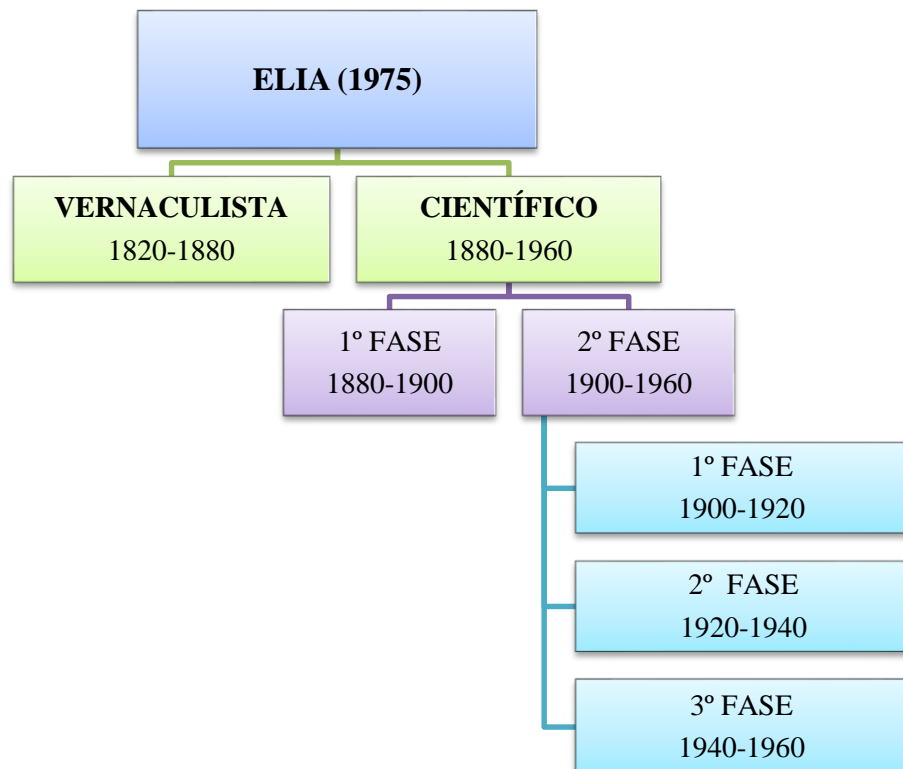 ELIA (1975)
VERNACULISTA
1820-1880
CIENTÍFICO
1880-1960
1º FASE
1880-1900
2º FASE
1900-1960
1º FASE
1900-1920
2º FASE
1920-1940
3º FASE
1940-1960